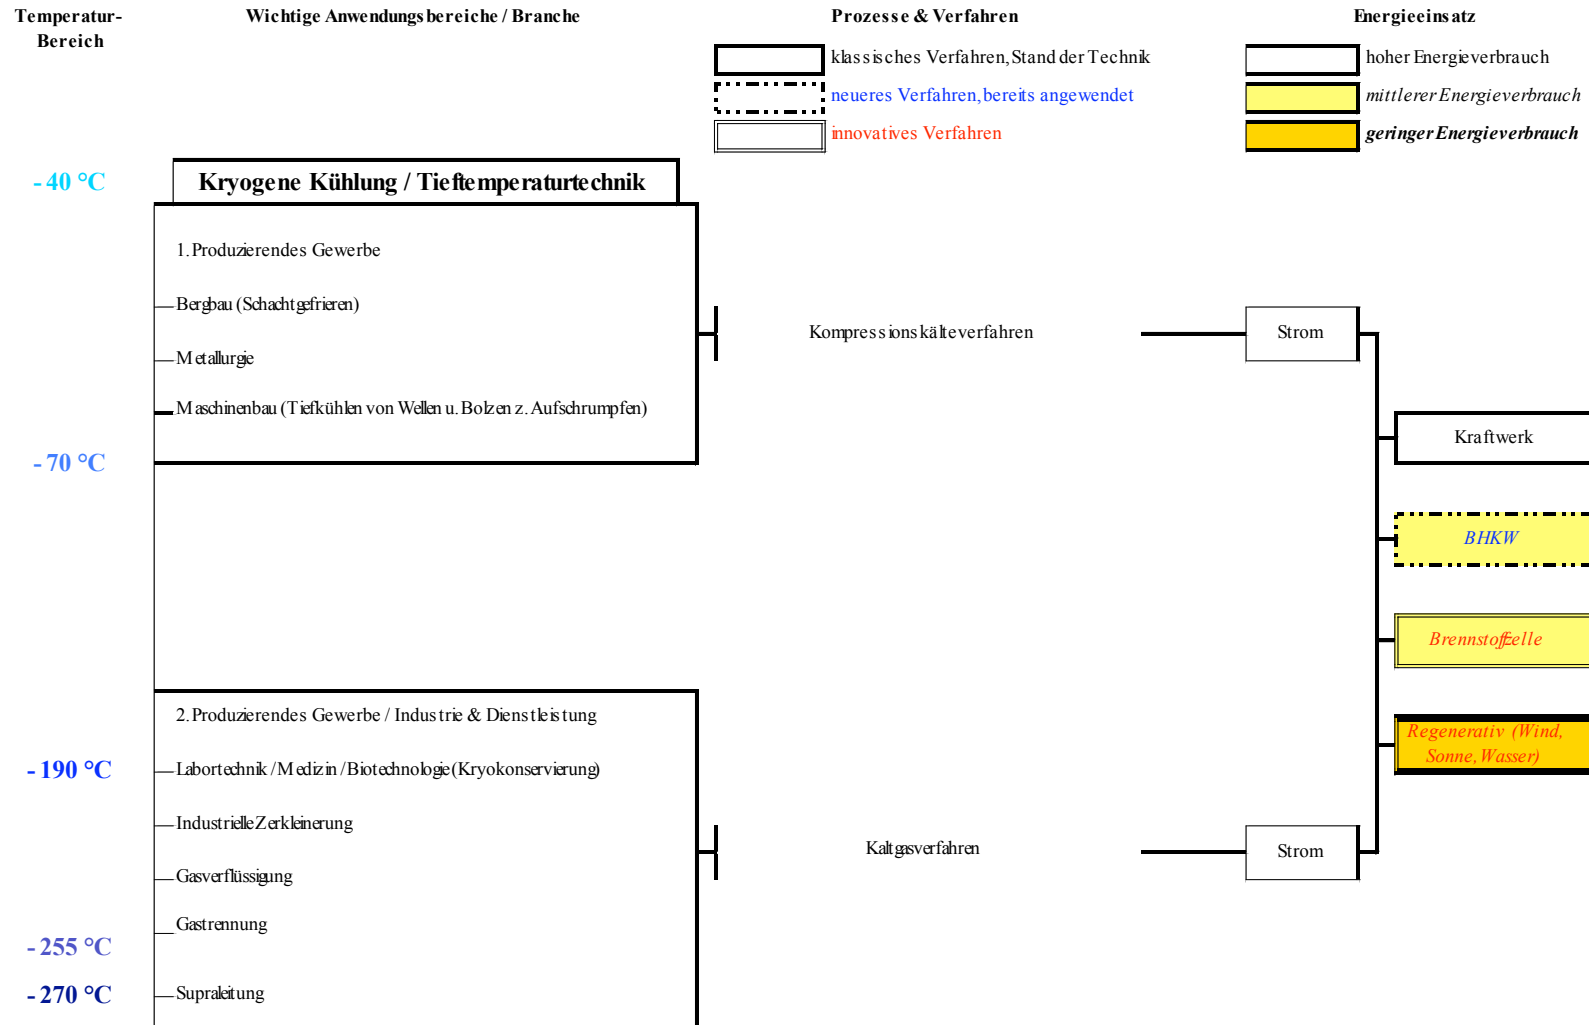 Temperatur-
Bereich
Wichtige Anwendungsbereiche / Branche
Prozesse & Verfahren
Energieeinsatz
klassisches Verfahren, Stand der Technik
hoher Energieverbrauch
neueres Verfahren, bereits angewendet
mittlerer Energieverbrauch
innovatives Verfahren
geringer Energieverbrauch
- 40 °C
Kryogene Kühlung / Tieftemperaturtechnik
1. Produzierendes Gewerbe
Bergbau (Schachtgefrieren)
Kompressionskälteverfahren
Strom
Metallurgie
Maschinenbau (Tiefkühlen von Wellen u. Bolzen z. Aufschrumpfen)
Kraftwerk
- 70 °C
BHKW
Brennstoffzelle
2. Produzierendes Gewerbe / Industrie & Dienstleistung
Regenerativ (Wind,
Sonne, Wasser)
- 190 °C
Labortechnik / Medizin / Biotechnologie (Kryokonservierung)
Industrielle Zerkleinerung
Kaltgasverfahren
Strom
Gasverflüssigung
Gastrennung
- 255 °C
- 270 °C
Supraleitung